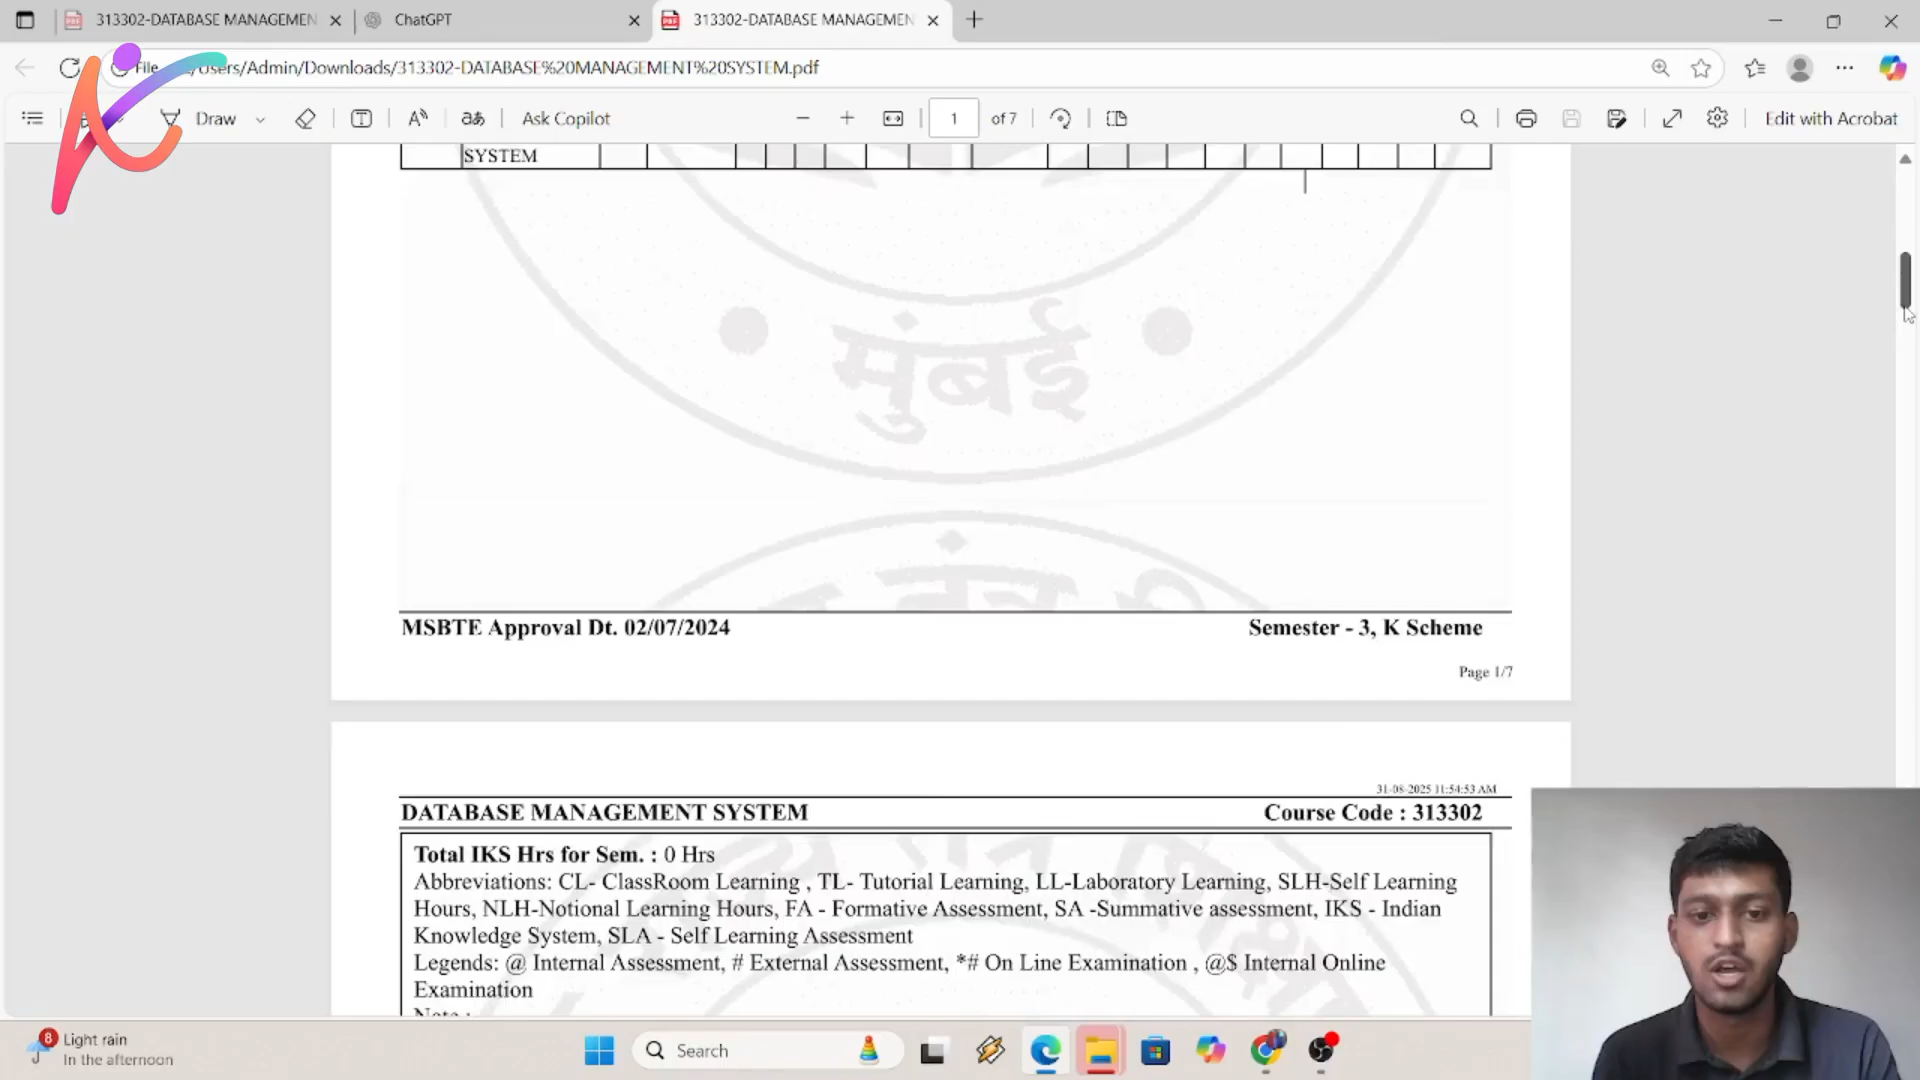 313302-DATABASE MANAGEMEN
ChatGPT
313302-DATABASE MANAGEMEN
File
/Users/Admin/Downloads/313302-DATABASE%20MANAGEMENT%20SYSTEM.pdf
Draw
Ask Copilot
1
of 7
Edit with Acrobat
SYSTEM
मुंबई
MSBTE Approval Dt. 02/07/2024
Semester - 3, K Scheme
Page 1/7
31-08-2025 11:54:53 AM
DATABASE MANAGEMENT SYSTEM
Course Code : 313302
Total IKS Hrs for Sem. : 0 Hrs
Abbreviations: CL- ClassRoom Learning , TL- Tutorial Learning, LL-Laboratory Learning, SLH-Self Learning
Hours, NLH-Notional Learning Hours, FA - Formative Assessment, SA -Summative assessment, IKS - Indian
Knowledge System, SLA - Self Learning Assessment
Legends: @ Internal Assessment, # External Assessment, *# On Line Examination , @$ Internal Online
Examination
Note :
8
Light rain
In the afternoon
Search